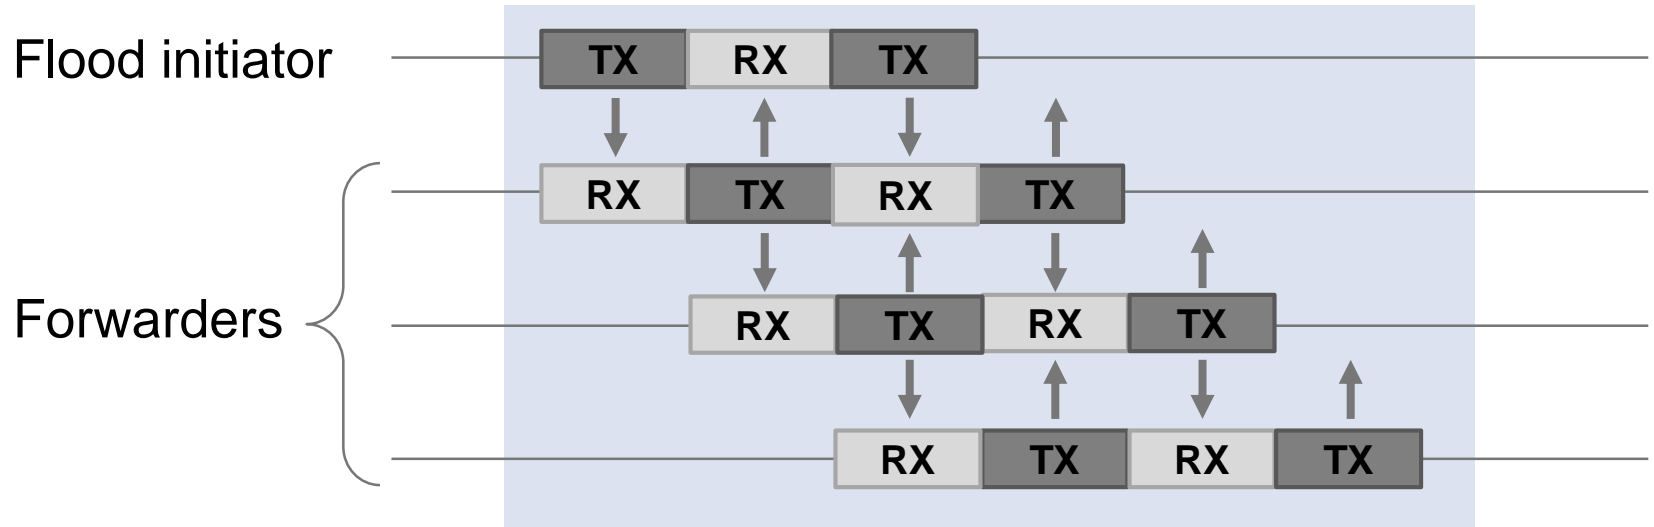 Flood initiator
TX RX TX
RX TX RX TX
Forwarders
RX TX RX TX
RX TX RX TX